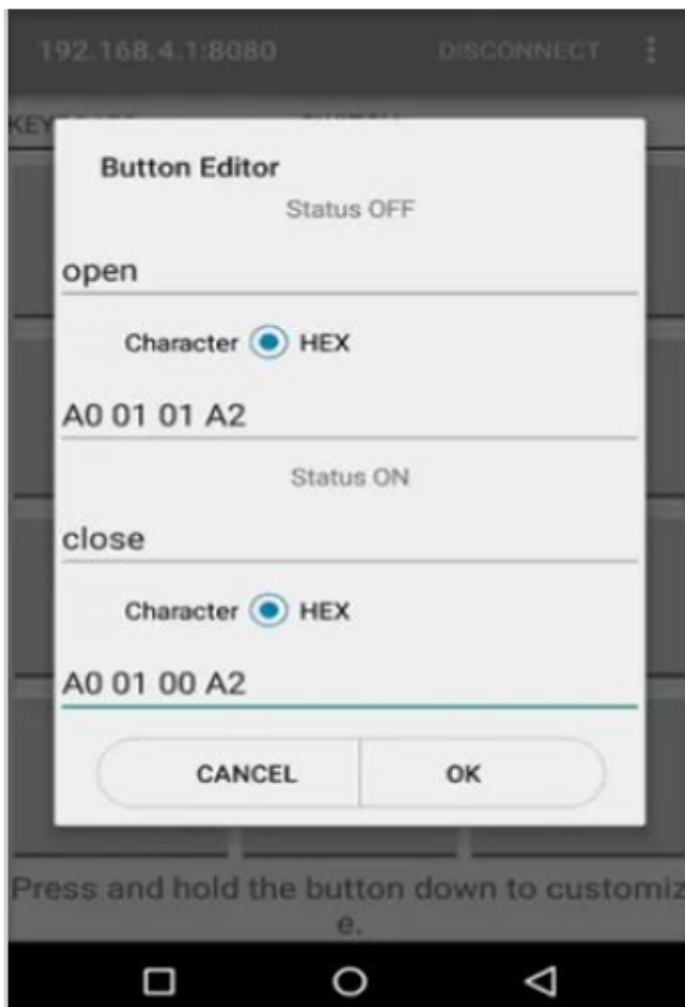 192.168.4.1:8080 DISCONNECT
Button Editor
Status OFF
open
Character HEX
A0 01 01 A2
Status ON
close
Character HEX
A0 01 00 A2
CANCEL OK
Press and hold the button down to customiz
e.